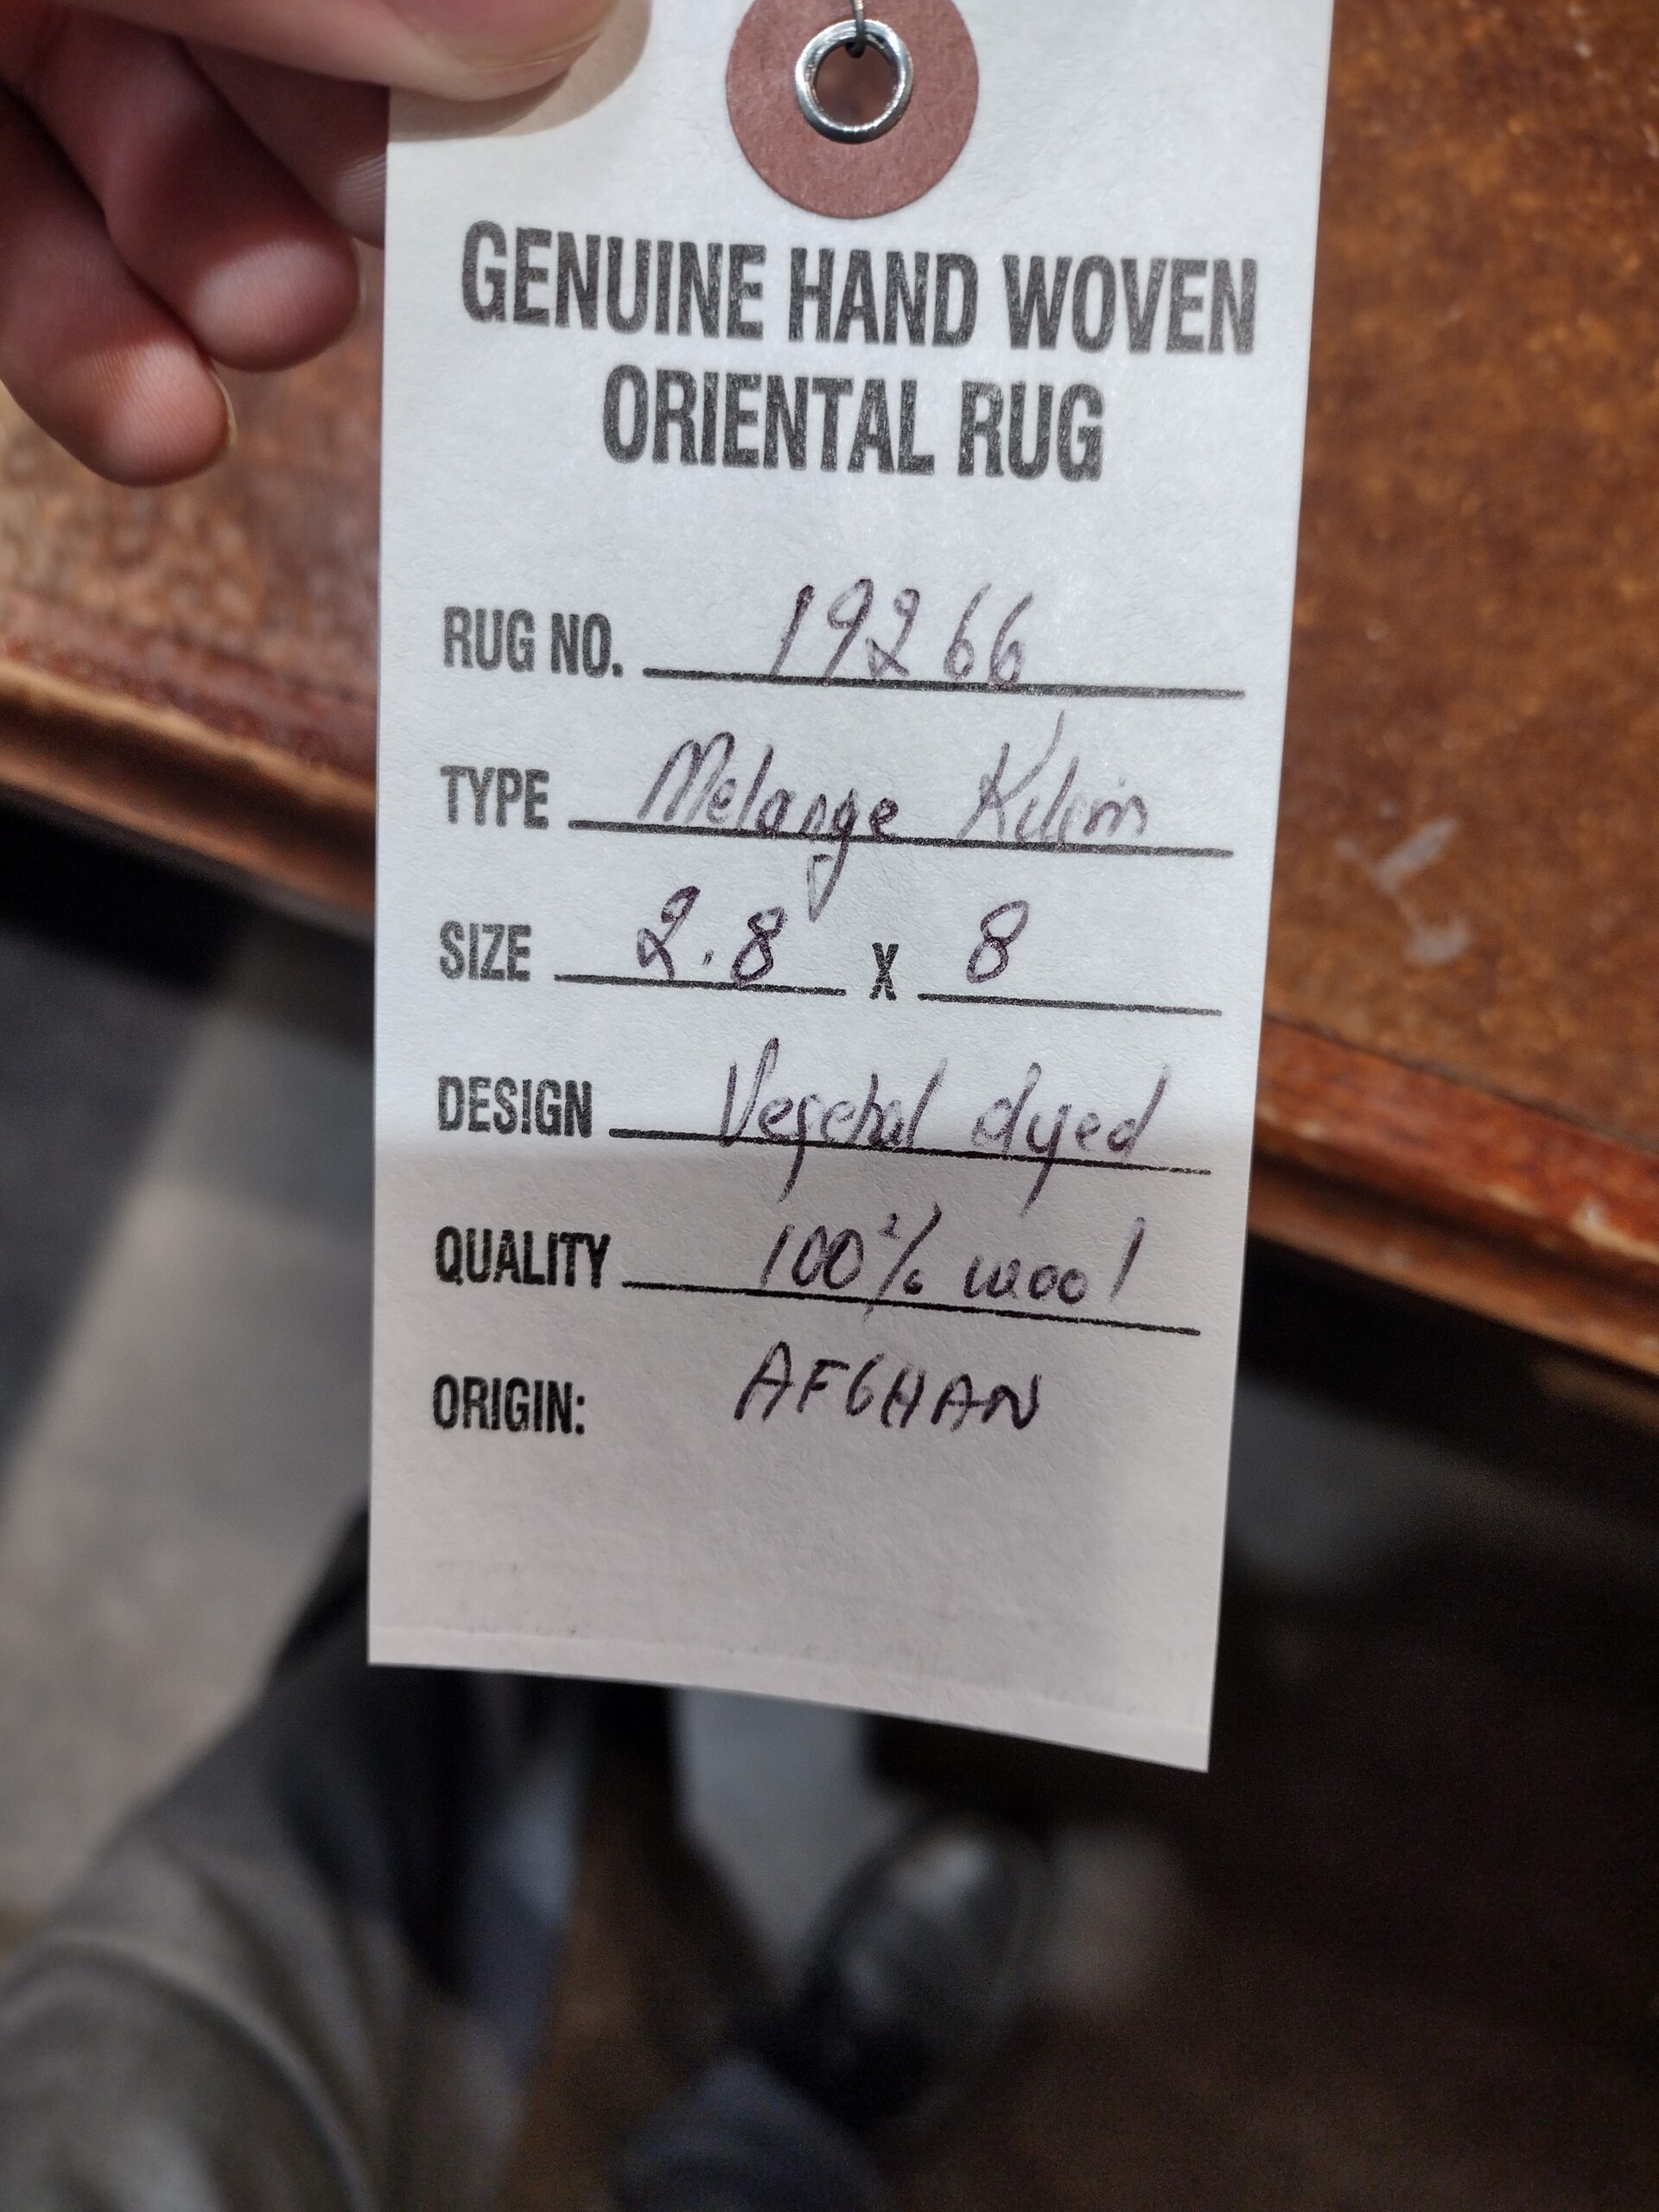 GENUINE HAND WOVEN
ORIENTAL RUG
RUG NO. 19266
TYPE Melange Kilim
SIZE 2.8 X 8
DESIGN Vegetal dyed
QUALITY 100% wool
ORIGIN: AFGHAN